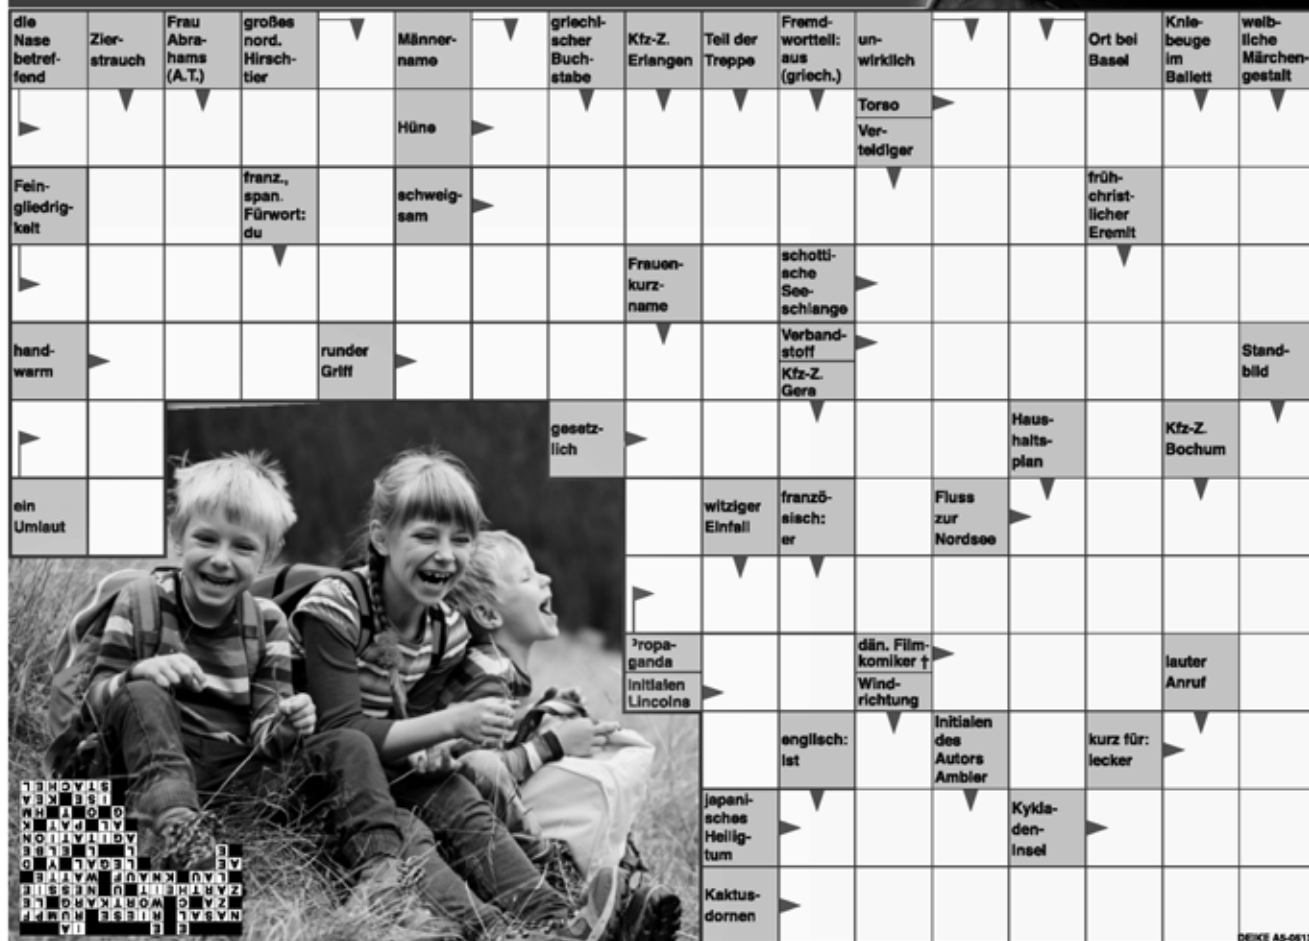 die
Nase
betref-
fend
Zier-
strauch
Frau
Abra-
hams
(A.T.)
großes
nord.
Hirsch-
tier
Männer-
name
griechi-
scher
Buch-
stabe
Kfz-Z.
Erlangen
Teil der
Treppe
Fremd-
wortteil:
aus
(griech.)
un-
wirklich
Ort bei
Basel
Knie-
beuge
im
Ballett
weib-
liche
Märchen-
gestalt
Hüne
Torso
Ver-
teidiger
Fein-
gliedrig-
keit
franz.,
span.
Fürwort:
du
schweig-
sam
früh-
christ-
licher
Eremit
Frauen-
kurz-
name
schotti-
sche
See-
schlange
hand-
warm
runder
Griff
Verband-
stoff
Kfz-Z.
Gera
Stand-
bild
gesetz-
lich
Haus-
halts-
plan
Kfz-Z.
Bochum
ein
Umlaut
witziger
Einfall
franzö-
sisch:
er
Fluss
zur
Nordsee
Propa-
ganda
Initialen
Lincolns
dän. Film-
komiker †
Wind-
richtung
lauter
Anruf
englisch:
ist
Initialen
des
Autors
Ambler
kurz für:
lecker
japani-
sches
Heilig-
tum
Kykla-
den-
insel
Kaktus-
dornen